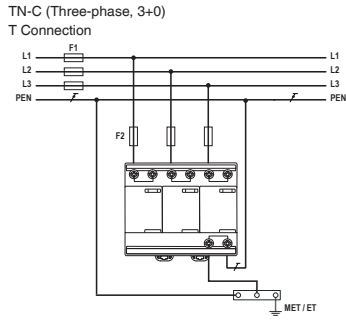 TN-C (Three-phase, 3+0)
T Connection
F1
L1 L1
L2 L2
L3 L3
PEN PEN
F2
MET / ET